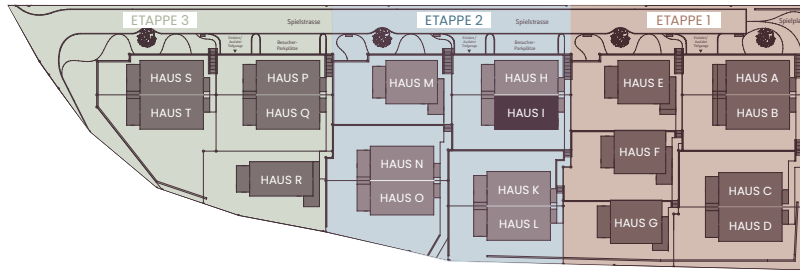 ETAPPE 3
Spielstrasse
ETAPPE 2
Spielstrasse
ETAPPE 1
Besucher-
Parkplätze
Besucher-
Parkplätze
HAUS S
HAUS P
HAUS M
HAUS H
HAUS E
HAUS A
HAUS T
HAUS Q
HAUS I
HAUS B
HAUS F
HAUS N
HAUS R
HAUS K
HAUS C
HAUS O
HAUS L
HAUS G
HAUS D